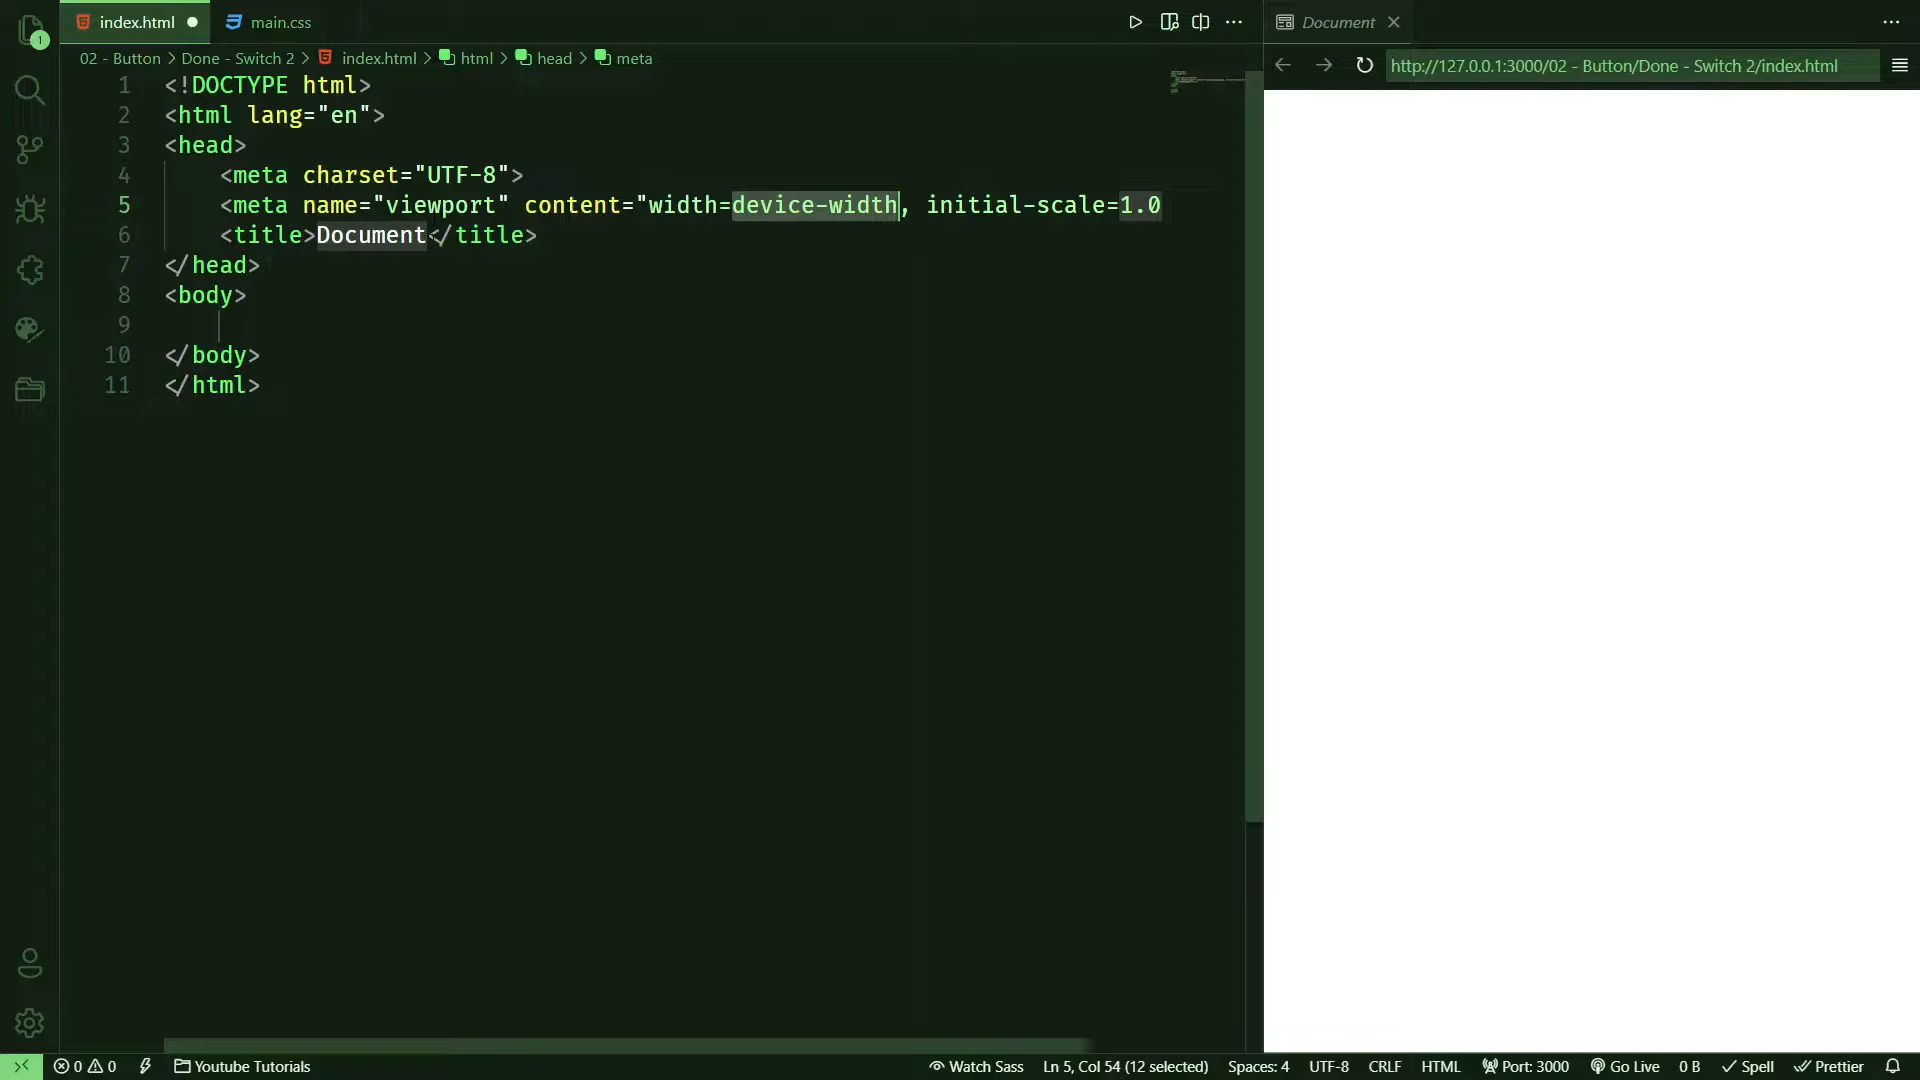 index.html
main.css
Document
1
02 - Button > Done - Switch 2 > index.html > html > head > meta
http://127.0.0.1:3000/02 - Button/Done - Switch 2/index.html
1 <!DOCTYPE html>
2 <html lang="en">
3 <head>
4 <meta charset="UTF-8">
5 <meta name="viewport" content="width=device-width, initial-scale=1.0
6 <title>Document</title>
7 </head>
8 <body>
9
10 </body>
11 </html>
0 0 Youtube Tutorials Watch Sass Ln 5, Col 54 (12 selected) Spaces: 4 UTF-8 CRLF HTML Port: 3000 Go Live 0 B Spell Prettier